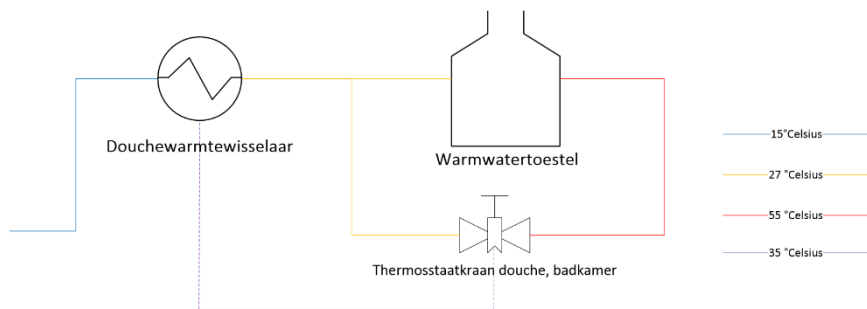 Douchewarmtewisselaar
Warmwatertoestel
Thermosstaatkraan douche, badkamer
15°Celsius
27 °Celsius
55 °Celsius
35 °Celsius